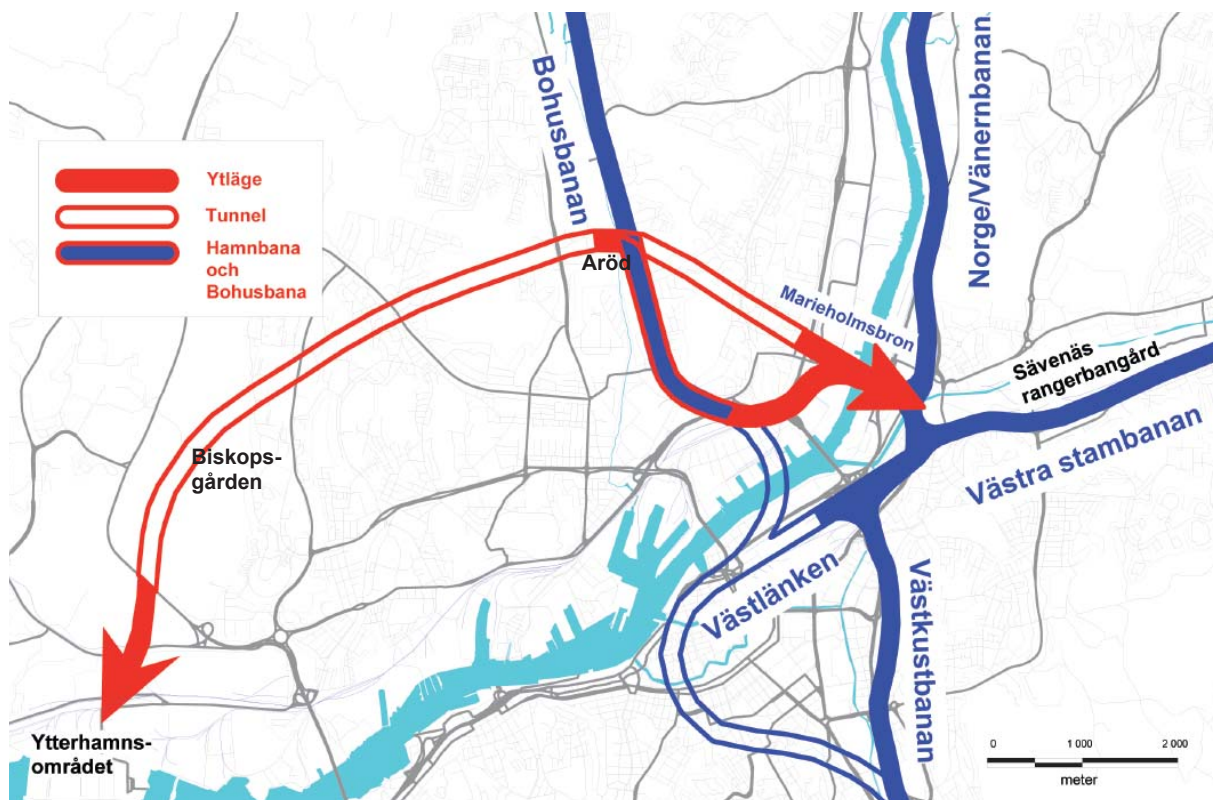 Bohusbanan
Norge/Vänernbanan
Ytläge
Tunnel
Hamnbana
och
Bohusbana
Aröd
Marieholmsbron
Sävenäs
rangerbangård
Västra stambanan
Biskops-
gården
Västlänken
Västkustbanan
Ytterhamns-
området
0 1 000 2 000
meter